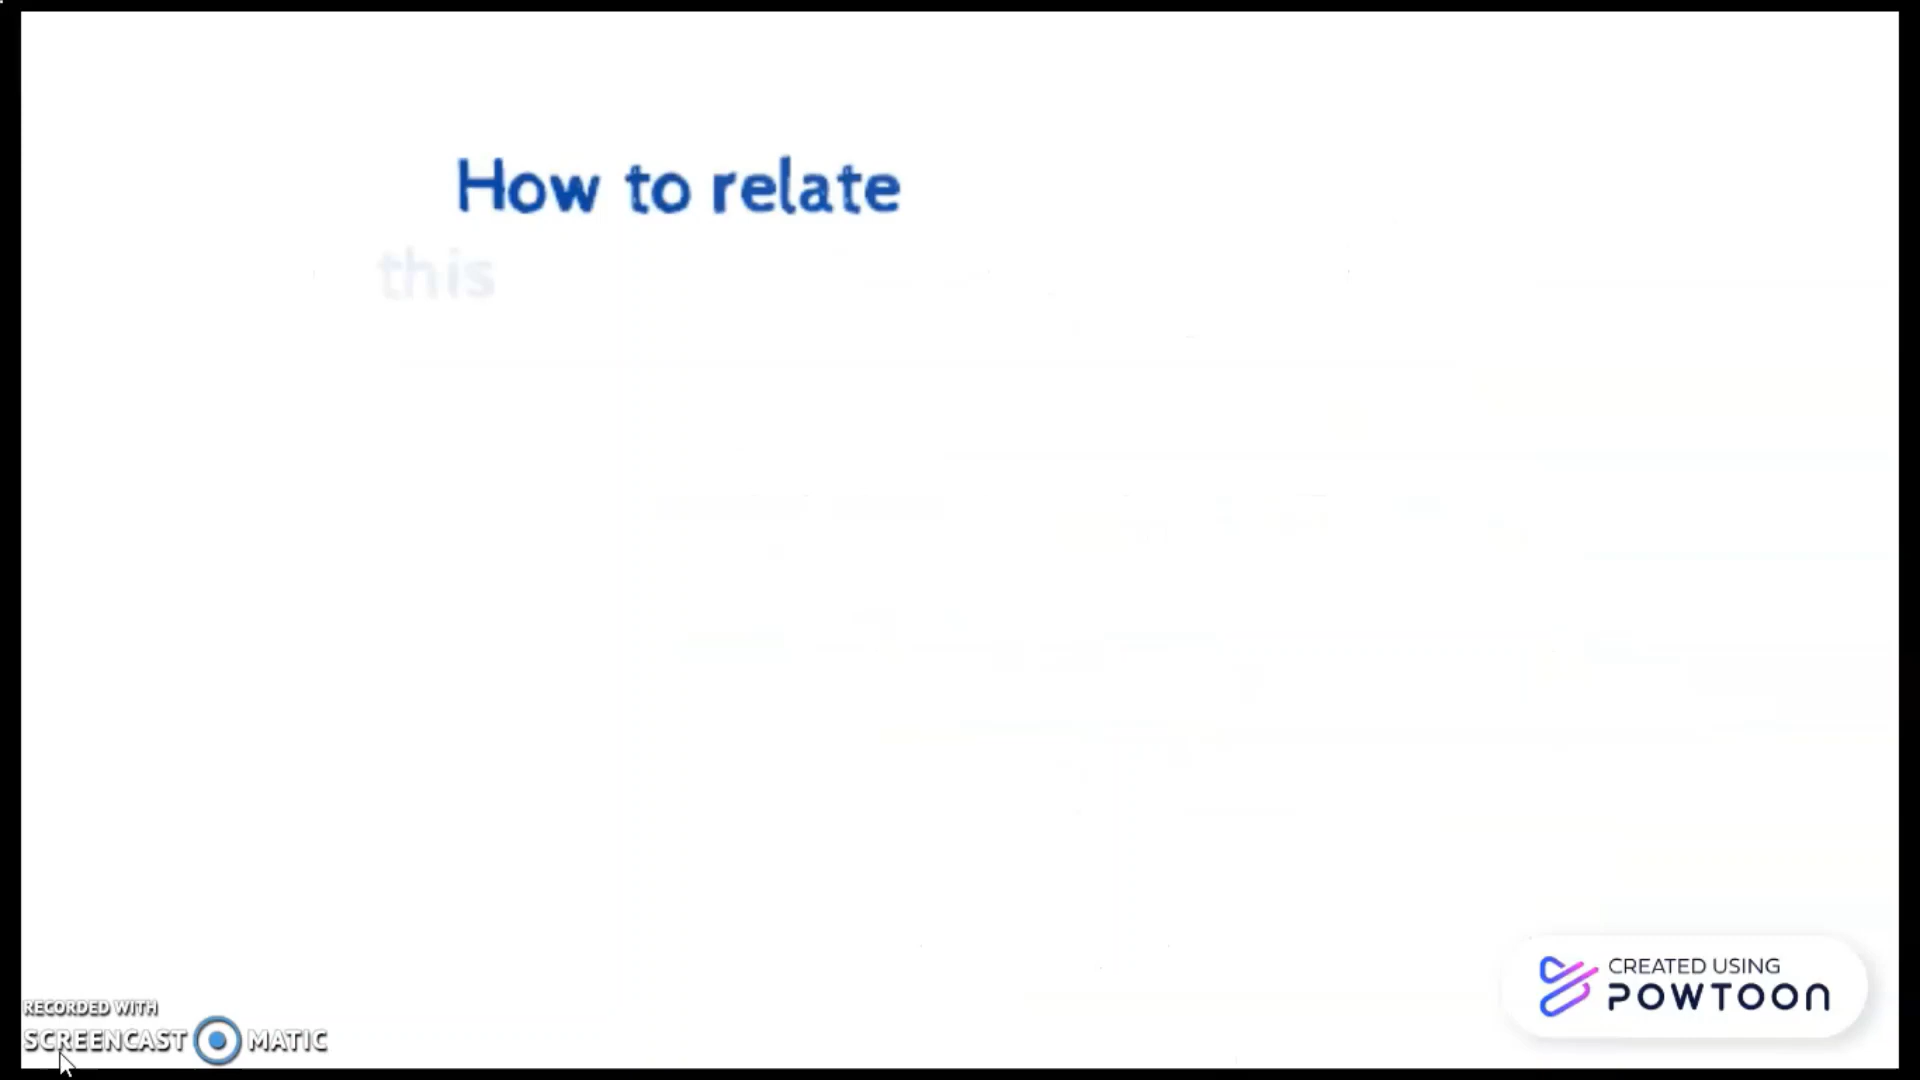 How to relate
this
CREATED USING
POWTOON
RECORDED WITH
SCREENCAST MATIC